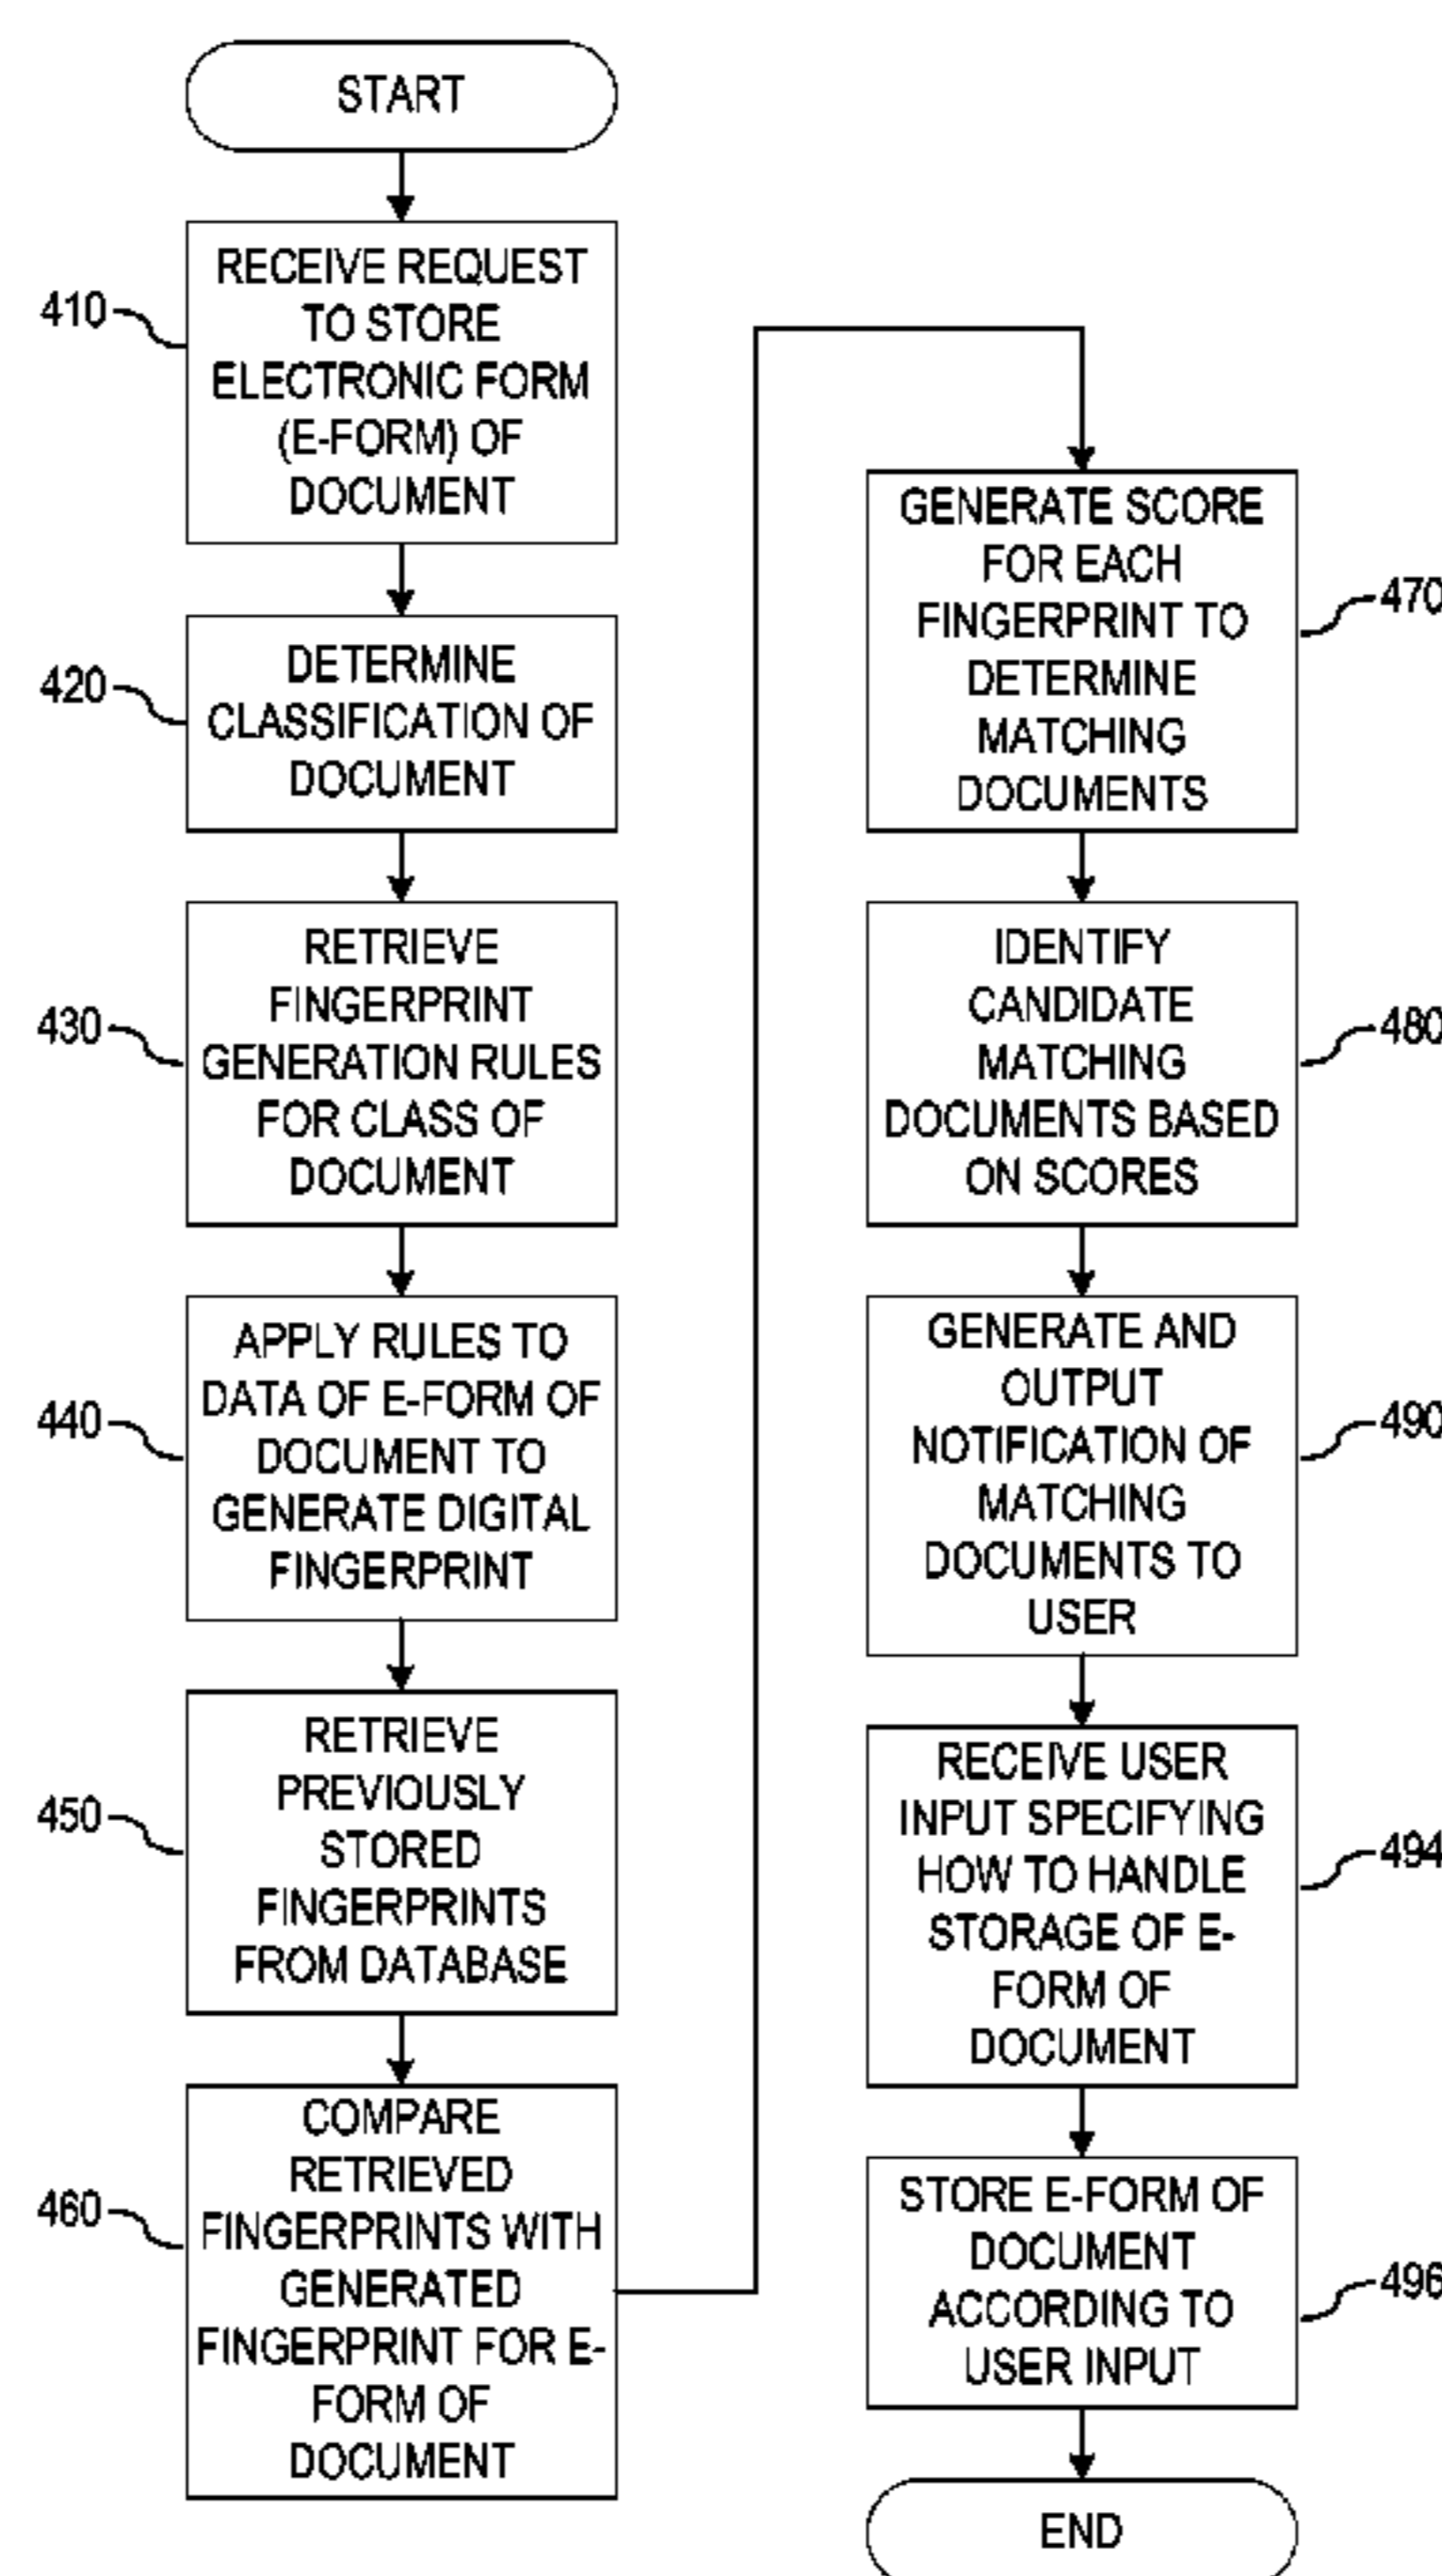 START
410
RECEIVE REQUEST
TO STORE
ELECTRONIC FORM
(E-FORM) OF
DOCUMENT
420
DETERMINE
CLASSIFICATION OF
DOCUMENT
430
RETRIEVE
FINGERPRINT
GENERATION RULES
FOR CLASS OF
DOCUMENT
440
APPLY RULES TO
DATA OF E-FORM OF
DOCUMENT TO
GENERATE DIGITAL
FINGERPRINT
450
RETRIEVE
PREVIOUSLY
STORED
FINGERPRINTS
FROM DATABASE
460
COMPARE
RETRIEVED
FINGERPRINTS WITH
GENERATED
FINGERPRINT FOR E-
FORM OF
DOCUMENT
GENERATE SCORE
FOR EACH
FINGERPRINT TO
DETERMINE
MATCHING
DOCUMENTS
470
IDENTIFY
CANDIDATE
MATCHING
DOCUMENTS BASED
ON SCORES
480
GENERATE AND
OUTPUT
NOTIFICATION OF
MATCHING
DOCUMENTS TO
USER
490
RECEIVE USER
INPUT SPECIFYING
HOW TO HANDLE
STORAGE OF E-
FORM OF
DOCUMENT
494
STORE E-FORM OF
DOCUMENT
ACCORDING TO
USER INPUT
496
END